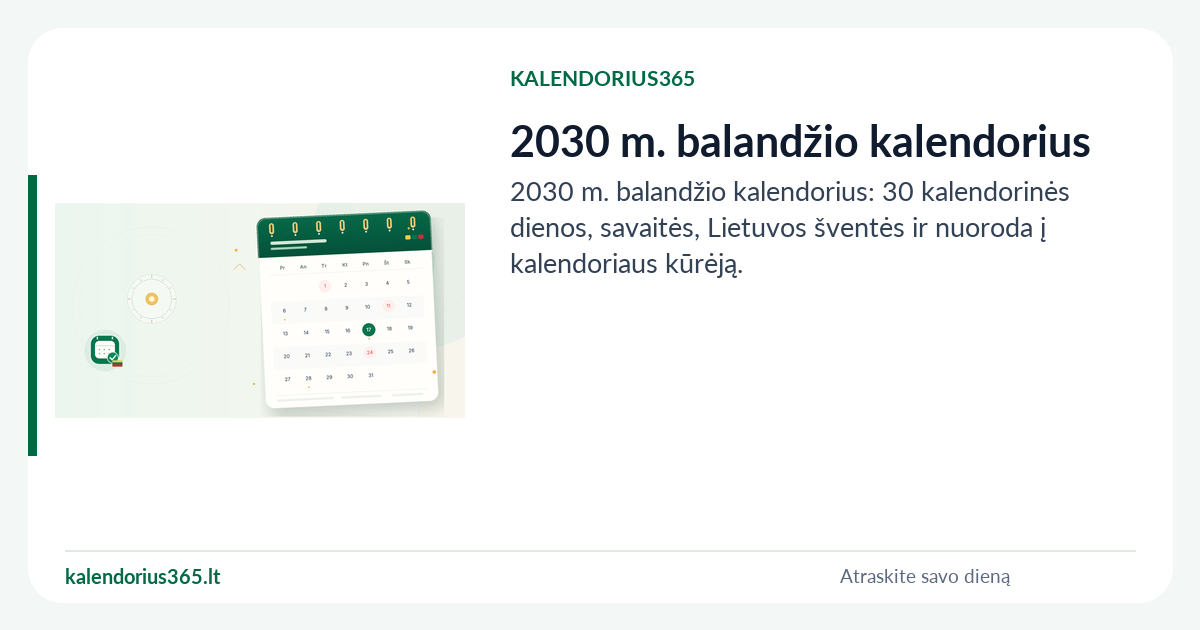 KALENDORIUS365
2030 m. balandžio kalendorius
2030 m. balandžio kalendorius: 30 kalendorinės
dienos, savaitės, Lietuvos šventės ir nuoroda į
kalendoriaus kūrėją.
Pr An Tr Kt Pn Št Sk
1 2 3 4 5
6 7 8 9 10 11 12
13 14 15 16 17 18 19
20 21 22 23 24 25 26
27 28 29 30 31
kalendorius365.lt
Atraskite savo dieną